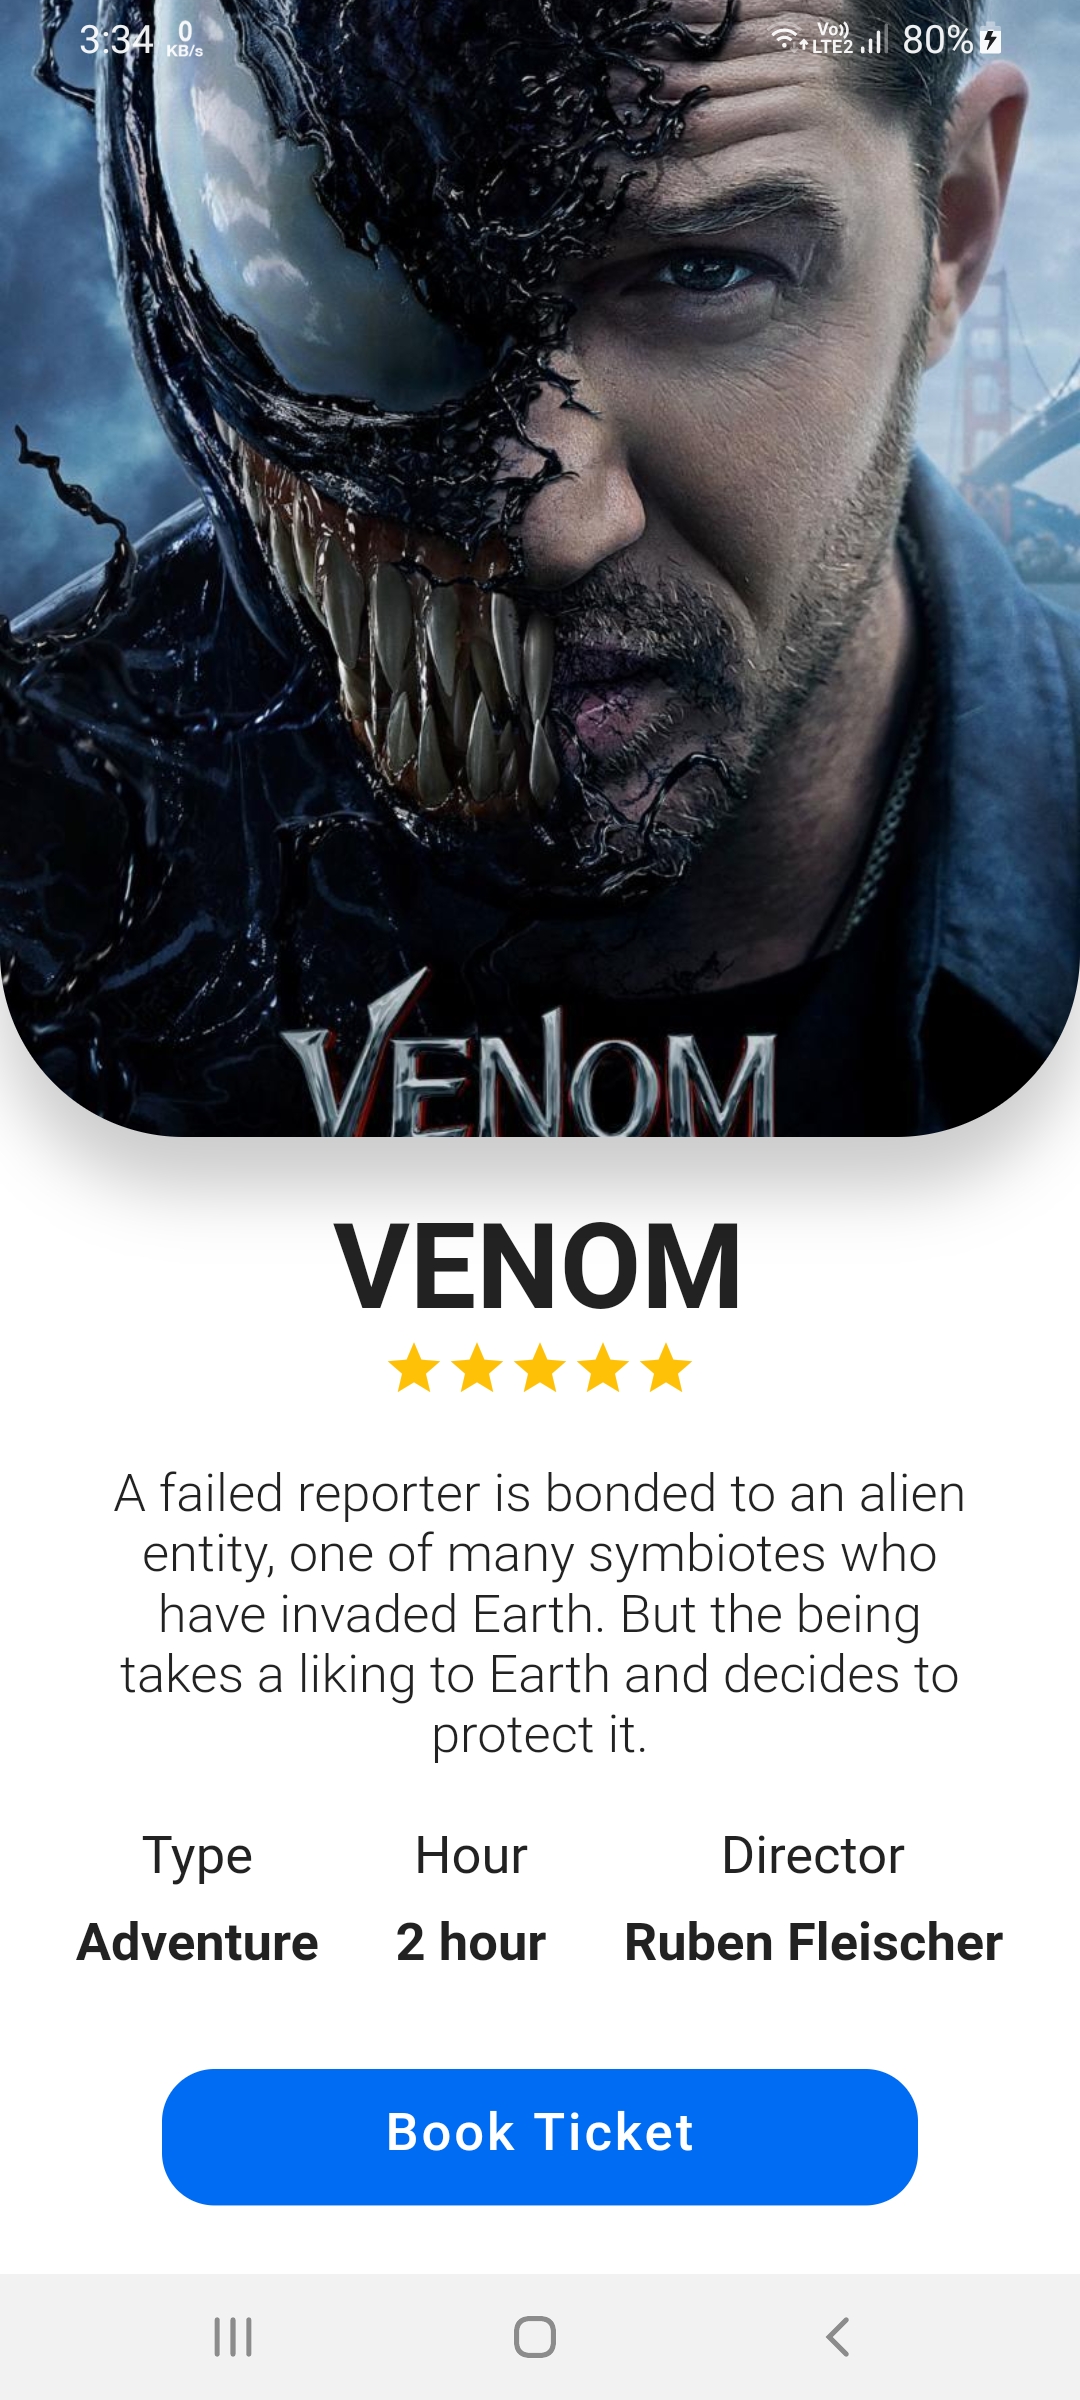 3:34 0 KB/s Vo)) LTE2 80%
VENOM
VENOM
A failed reporter is bonded to an alien
entity, one of many symbiotes who
have invaded Earth. But the being
takes a liking to Earth and decides to
protect it.
Type Hour Director
Adventure 2 hour Ruben Fleischer
Book Ticket